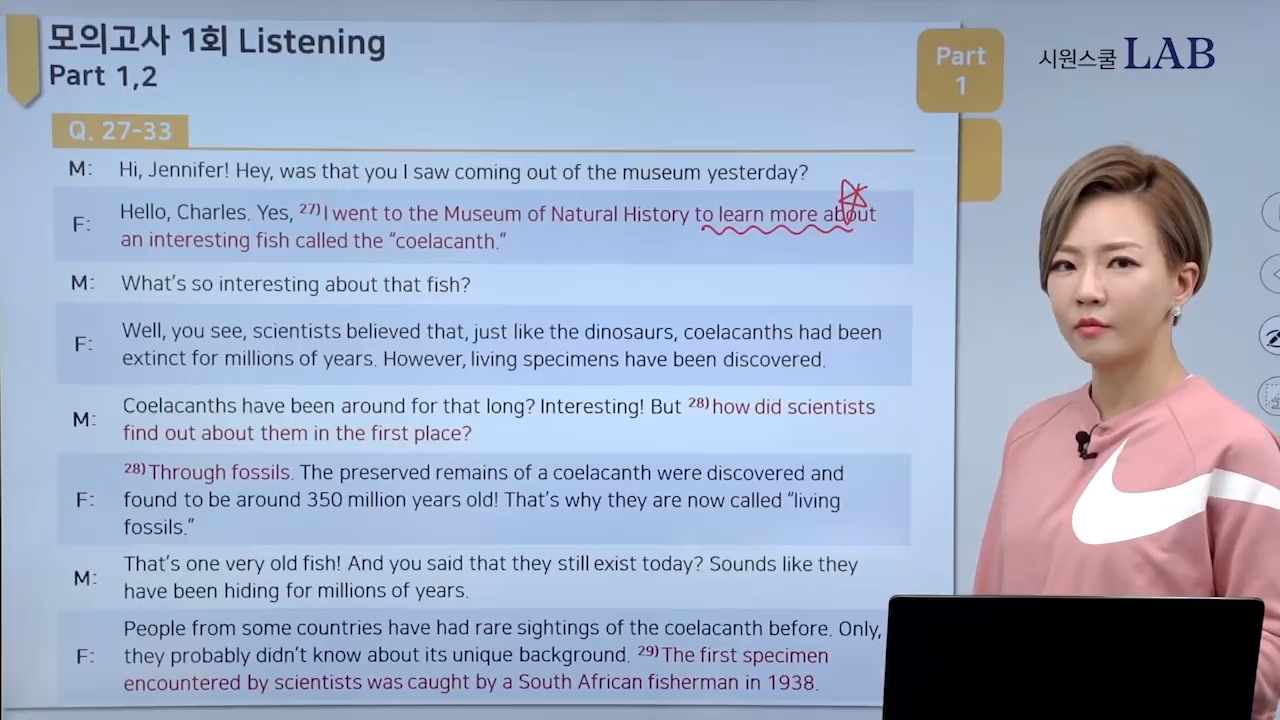 모의고사 1회 Listening
Part 1,2
Part
1
시원스쿨 LAB
Q. 27-33
M: Hi, Jennifer! Hey, was that you I saw coming out of the museum yesterday?
F: Hello, Charles. Yes, 27) I went to the Museum of Natural History to learn more about
an interesting fish called the “coelacanth.”
M: What's so interesting about that fish?
F: Well, you see, scientists believed that, just like the dinosaurs, coelacanths had been
extinct for millions of years. However, living specimens have been discovered.
M: Coelacanths have been around for that long? Interesting! But 28) how did scientists
find out about them in the first place?
F: 28) Through fossils. The preserved remains of a coelacanth were discovered and
found to be around 350 million years old! That's why they are now called “living
fossils.”
M: That's one very old fish! And you said that they still exist today? Sounds like they
have been hiding for millions of years.
F: People from some countries have had rare sightings of the coelacanth before. Only,
they probably didn't know about its unique background. 29) The first specimen
encountered by scientists was caught by a South African fisherman in 1938.